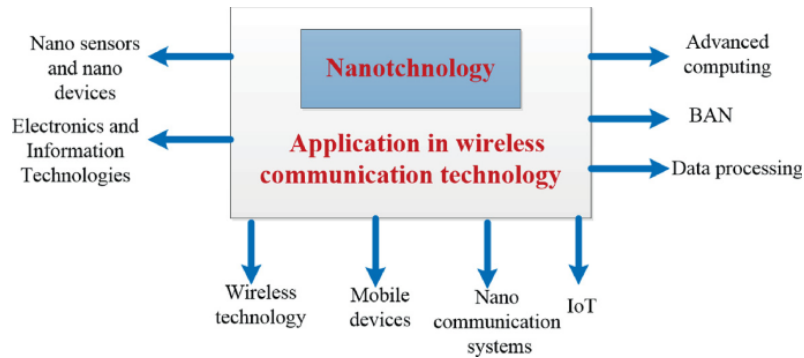 Nano sensors
and nano
devices
Electronics and
Information
Technologies
Nanotchnology
Application in wireless
communication technology
Advanced
computing
BAN
Data processing
Wireless
technology
Mobile
devices
Nano
communication
systems
IoT